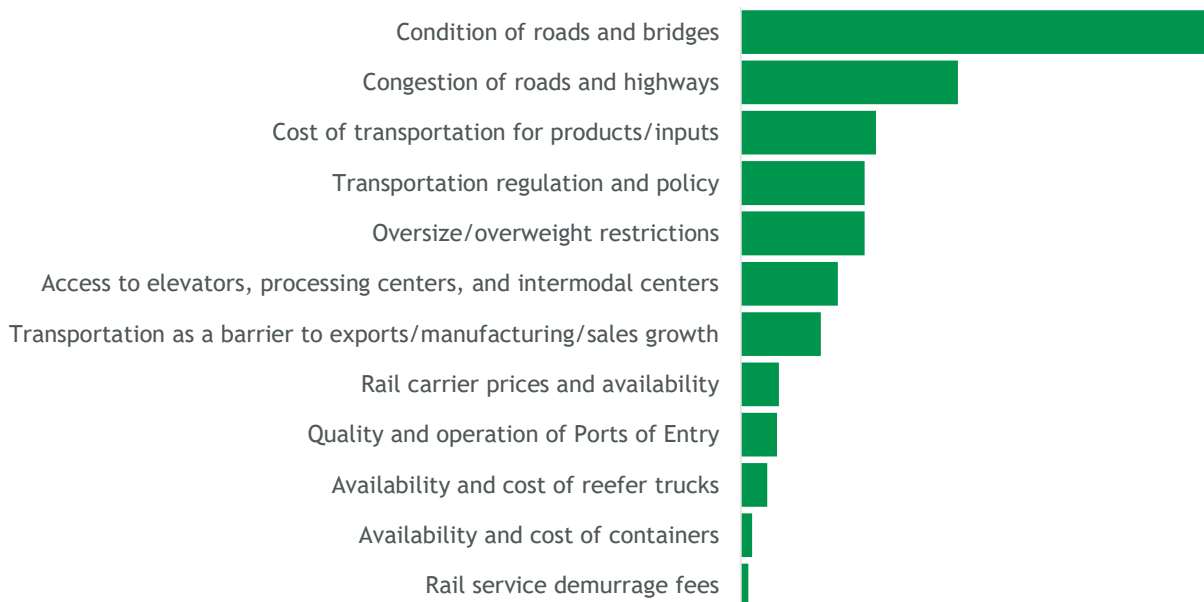 Condition of roads and bridges
Congestion of roads and highways
Cost of transportation for products/inputs
Transportation regulation and policy
Oversize/overweight restrictions
Access to elevators, processing centers, and intermodal centers
Transportation as a barrier to exports/manufacturing/sales growth
Rail carrier prices and availability
Quality and operation of Ports of Entry
Availability and cost of reefer trucks
Availability and cost of containers
Rail service demurrage fees